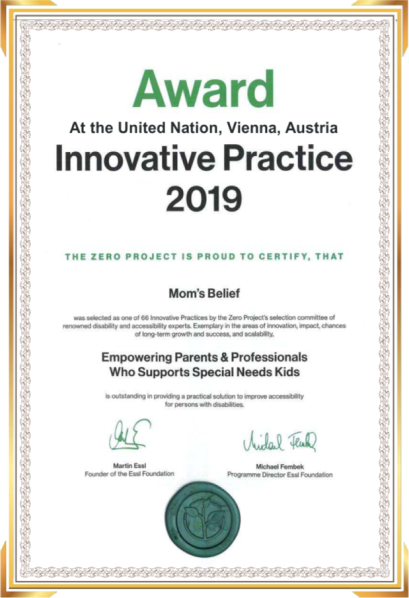 Award
At the United Nation, Vienna, Austria
Innovative Practice
2019
THE ZERO PROJECT IS PROUD TO CERTIFY, THAT
Mom's Belief
was selected as one of 66 Innovative Practices by the Zero Project's selection committee of
renowned disability and accessibility experts. Exemplary in the areas of innovation, impact, chances
of long-term growth and success, and scalability,
Empowering Parents & Professionals
Who Supports Special Needs Kids
is outstanding in providing a practical solution to improve accessibility
for persons with disabilities.
Michael Fembek
Martin Essl
Michael Fembek
Founder of the Essl Foundation
Programme Director Essl Foundation